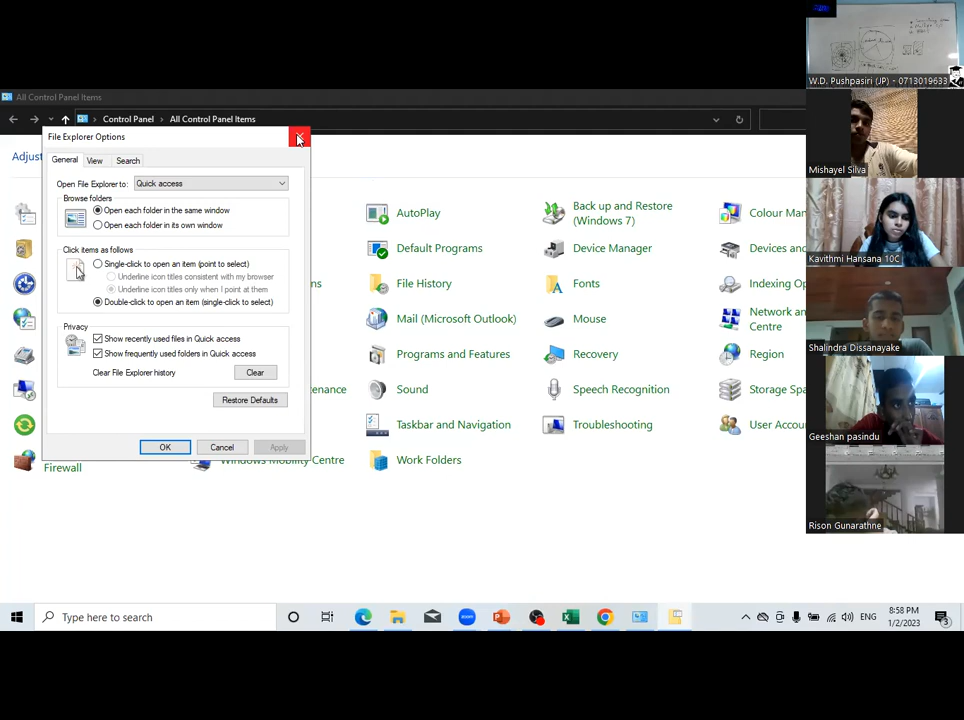 W.D. Pushpasiri (JP) - 0713019633
Mishayel Silva
Kavithmi Hansana 10C
Shalindra Dissanayake
Geeshan pasindu
Rison Gunarathne
All Control Panel Items
Control Panel
All Control Panel Items
File Explorer Options
General
View
Search
Open File Explorer to:
Quick access
Browse folders
Open each folder in the same window
Open each folder in its own window
Click items as follows
Single-click to open an item (point to select)
Underline icon titles consistent with my browser
Underline icon titles only when I point at them
Double-click to open an item (single-click to select)
Privacy
Show recently used files in Quick access
Show frequently used folders in Quick access
Clear File Explorer history
Clear
Restore Defaults
OK
Cancel
Apply
Firewall
Windows Mobility Centre
AutoPlay
Default Programs
File History
Mail (Microsoft Outlook)
Programs and Features
Sound
Taskbar and Navigation
Work Folders
Back up and Restore
(Windows 7)
Device Manager
Fonts
Mouse
Recovery
Speech Recognition
Troubleshooting
Colour Man
Devices and
Indexing Op
Network an
Centre
Region
Storage Spa
User Accou
Type here to search
ENG
8:58 PM
1/2/2023
3